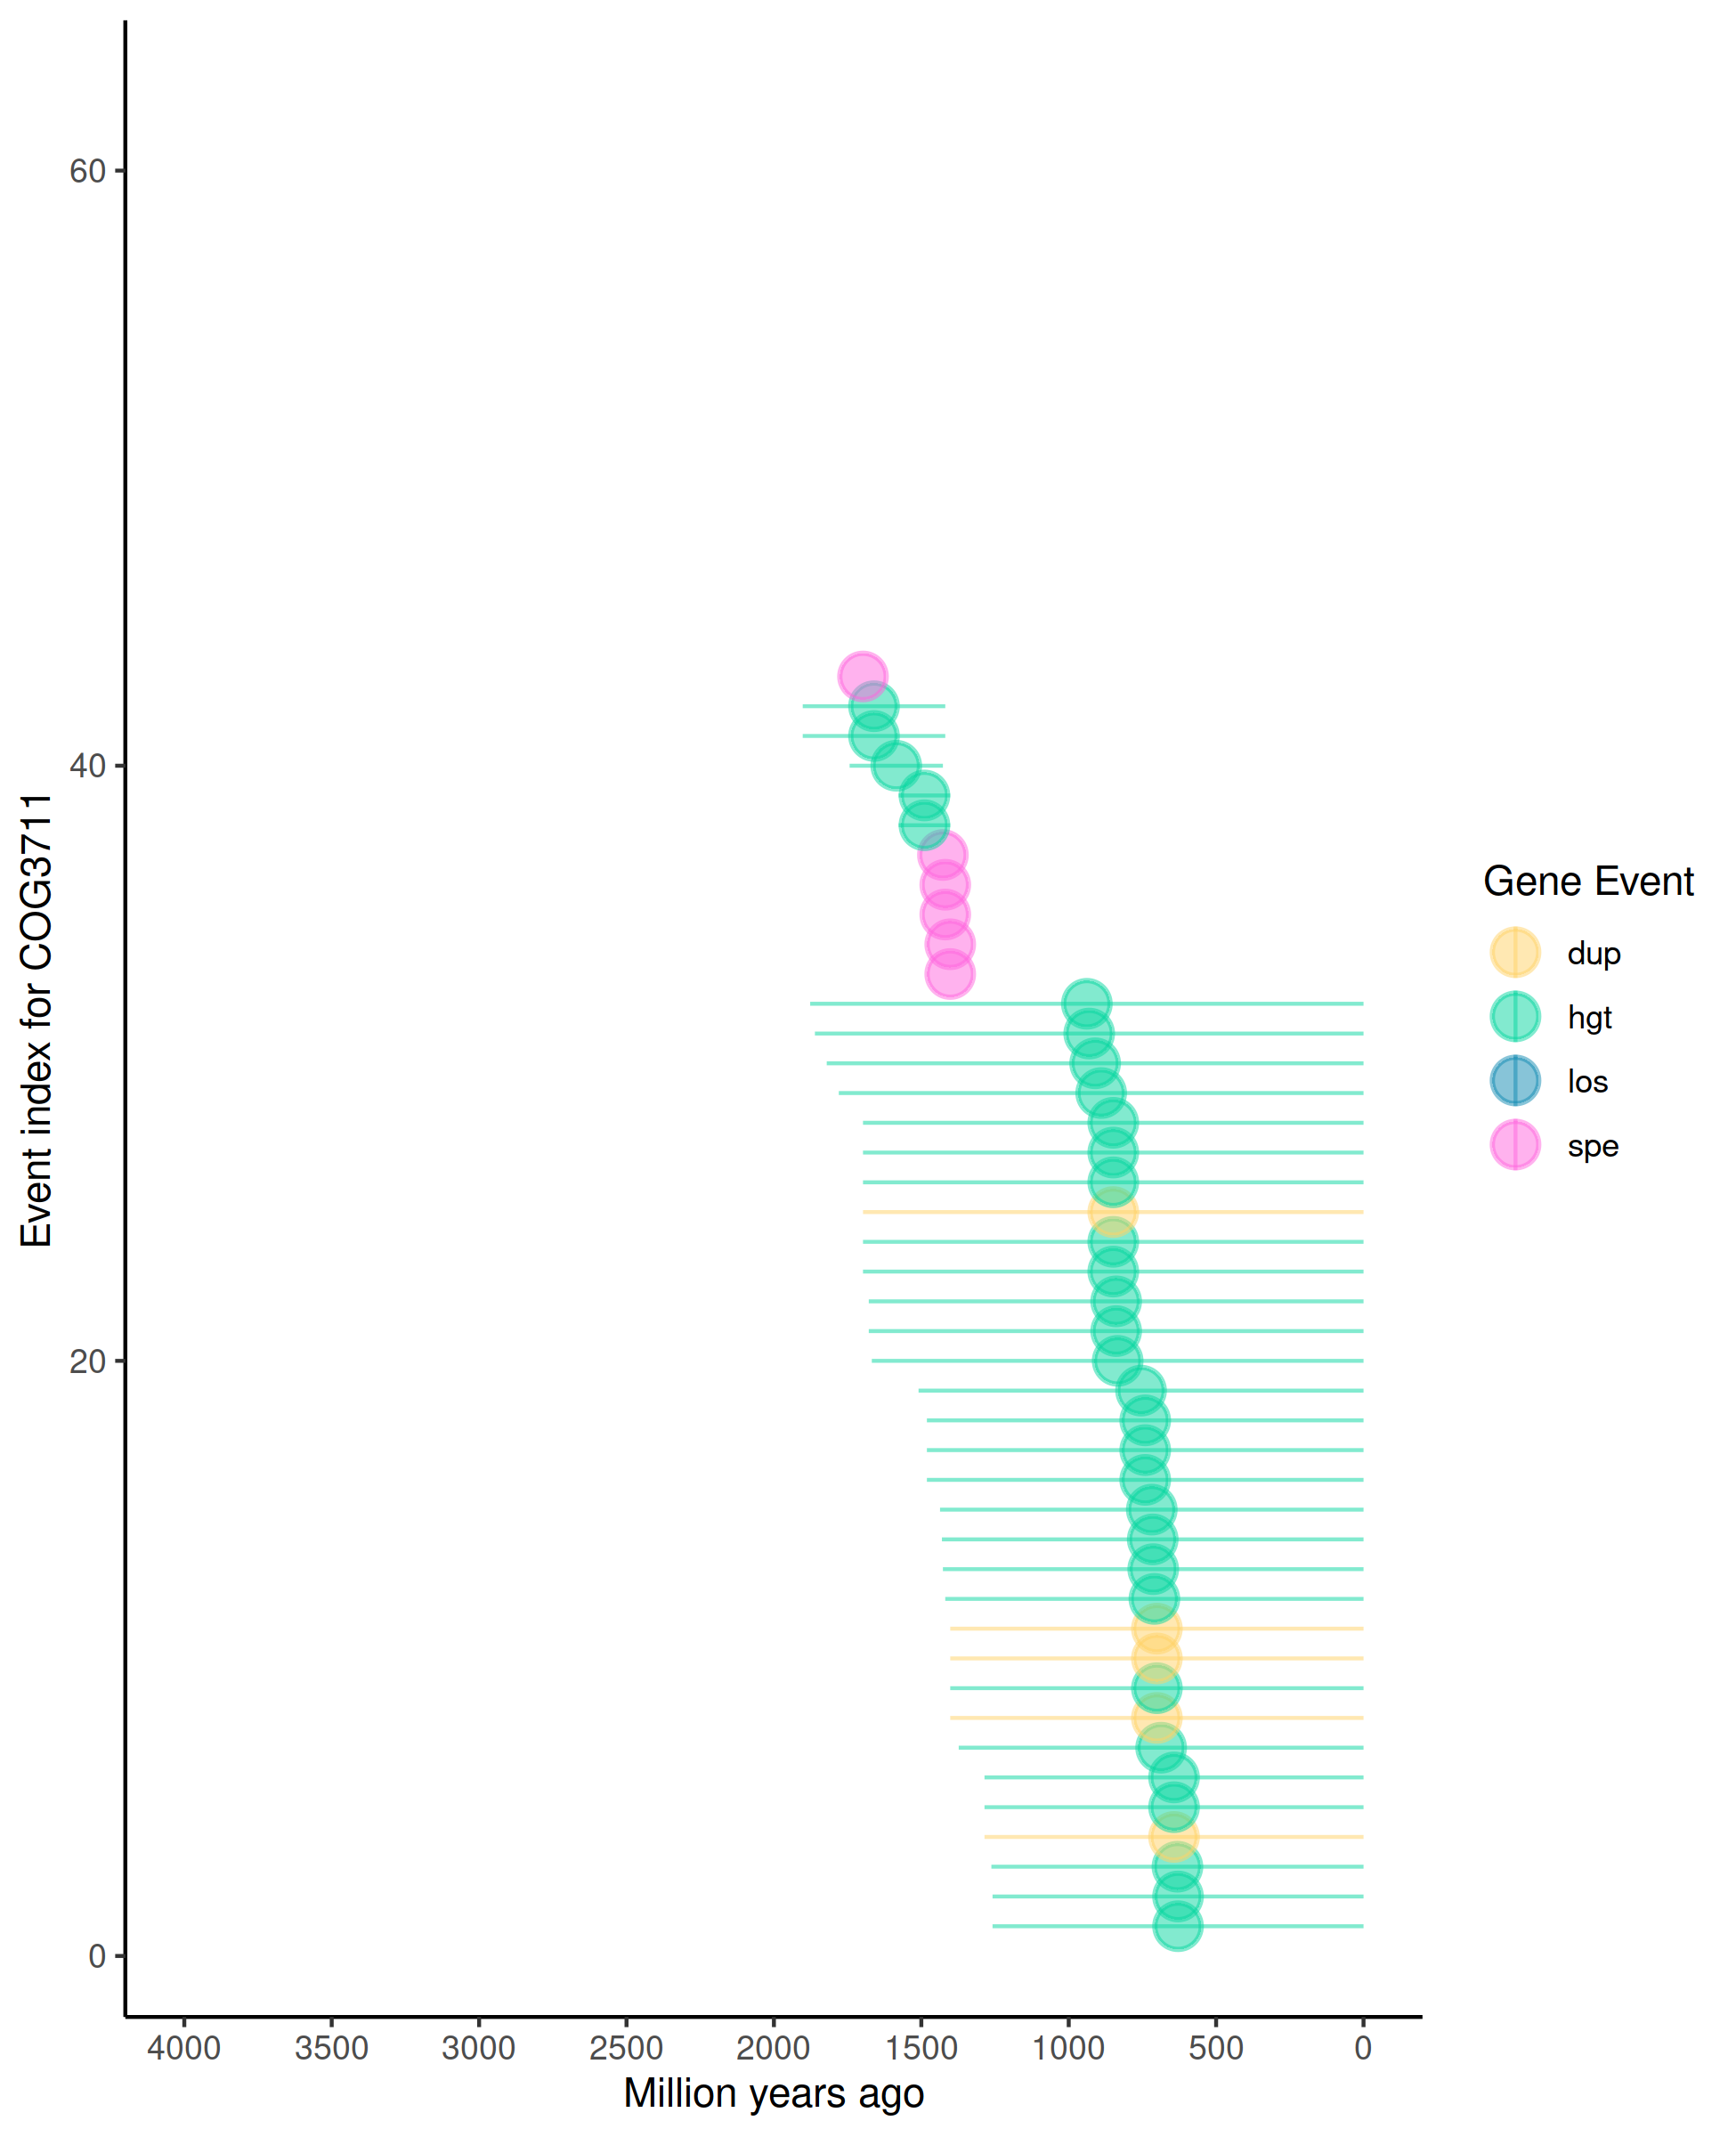 Event index for COG3711
60
40
20
0
4000 3500 3000 2500 2000 1500 1000 500 0
Million years ago
Gene Event
dup
hgt
los
spe